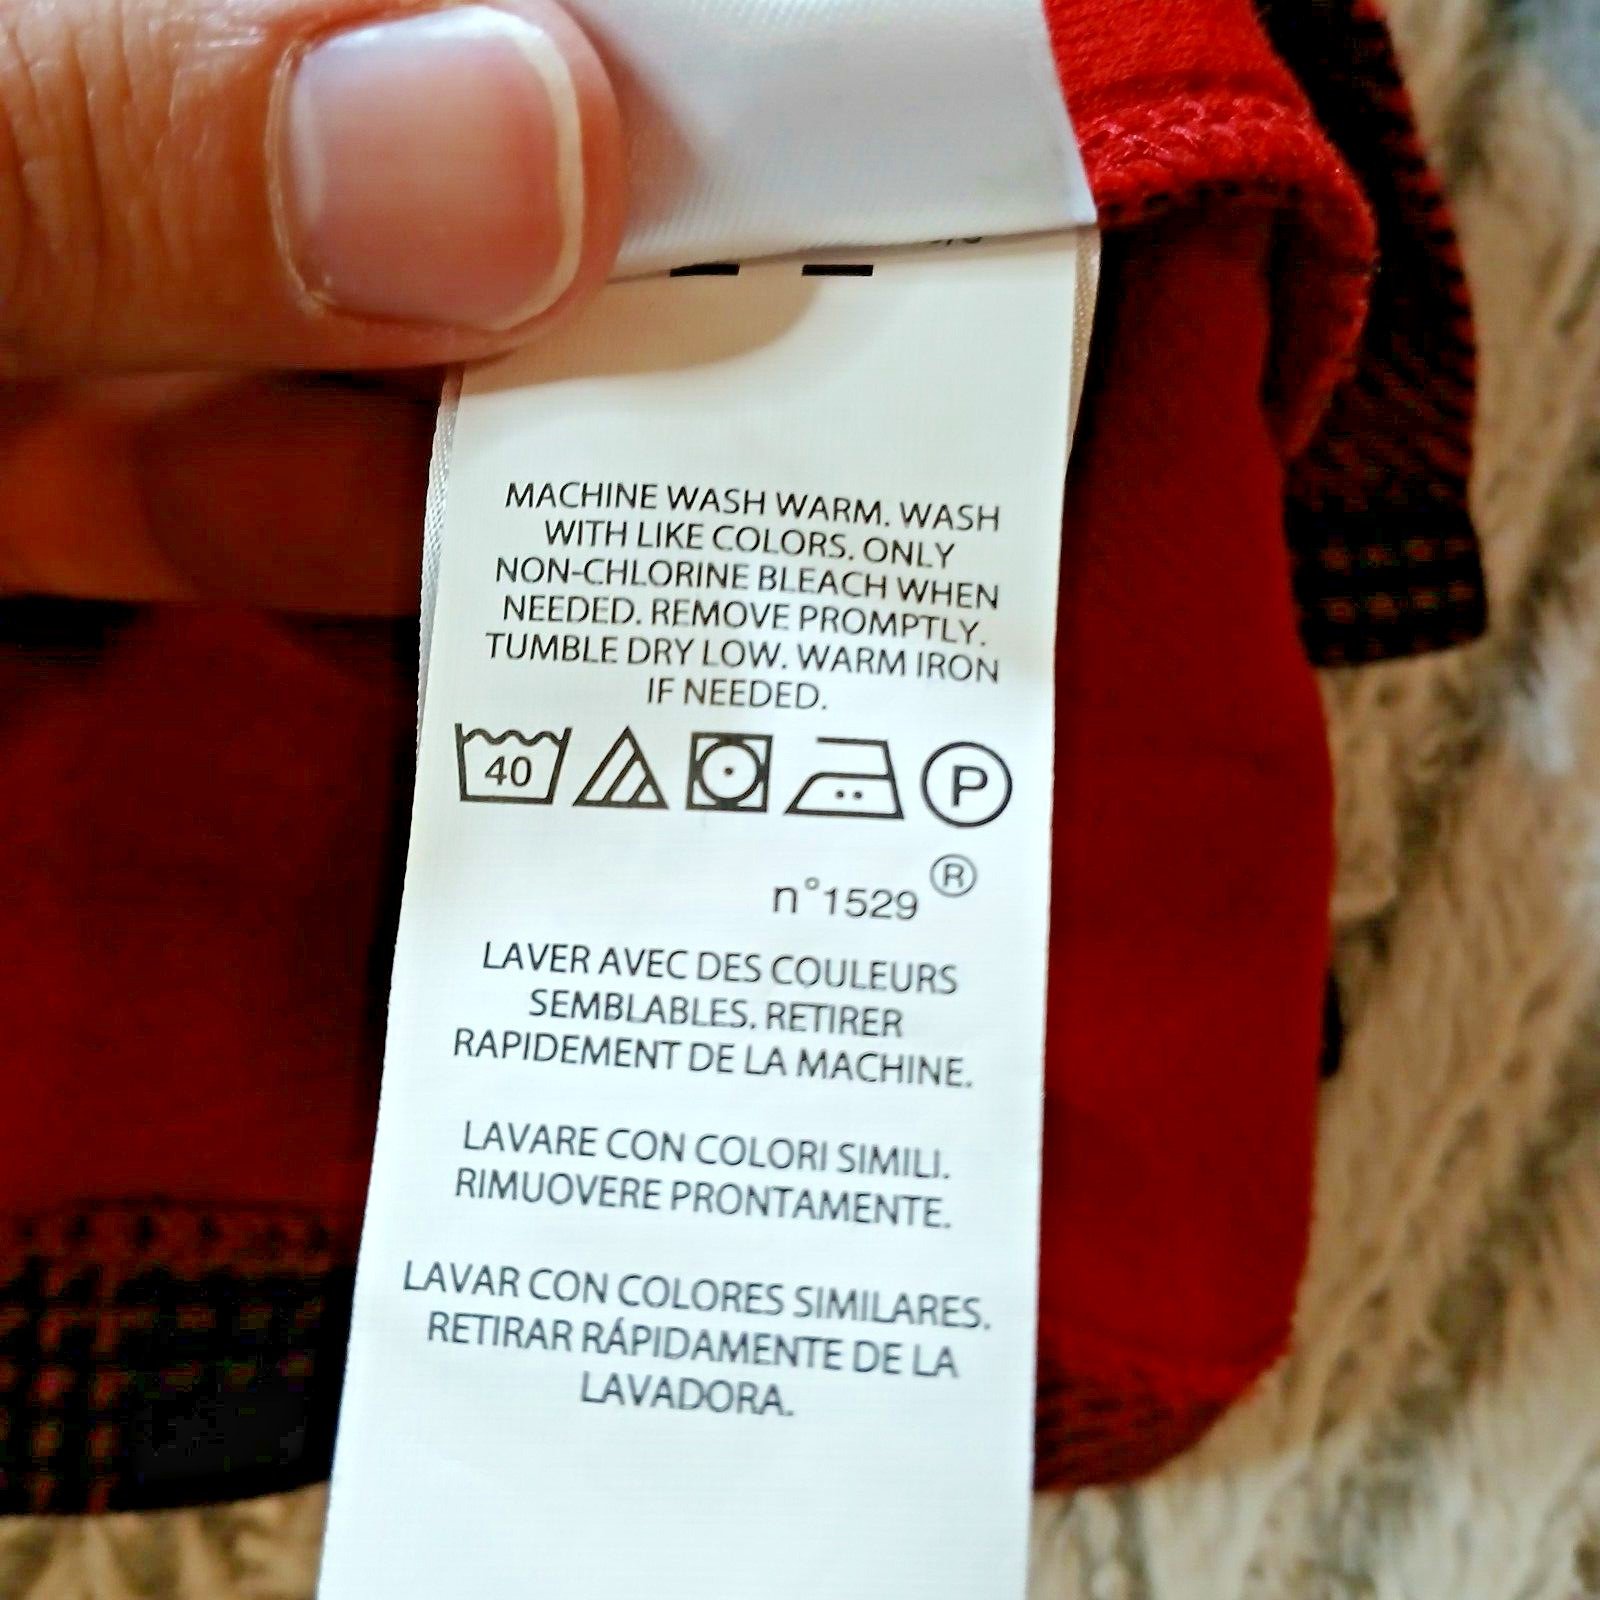 MACHINE WASH WARM. WASH
WITH LIKE COLORS. ONLY
NON-CHLORINE BLEACH WHEN
NEEDED. REMOVE PROMPTLY.
TUMBLE DRY LOW. WARM IRON
IF NEEDED.
40 P
n°1529 ®
LAVER AVEC DES COULEURS
SEMBLABLES. RETIRER
RAPIDEMENT DE LA MACHINE.
LAVARE CON COLORI SIMILI.
RIMUOVERE PRONTAMENTE.
LAVAR CON COLORES SIMILARES.
RETIRAR RÁPIDAMENTE DE LA
LAVADORA.